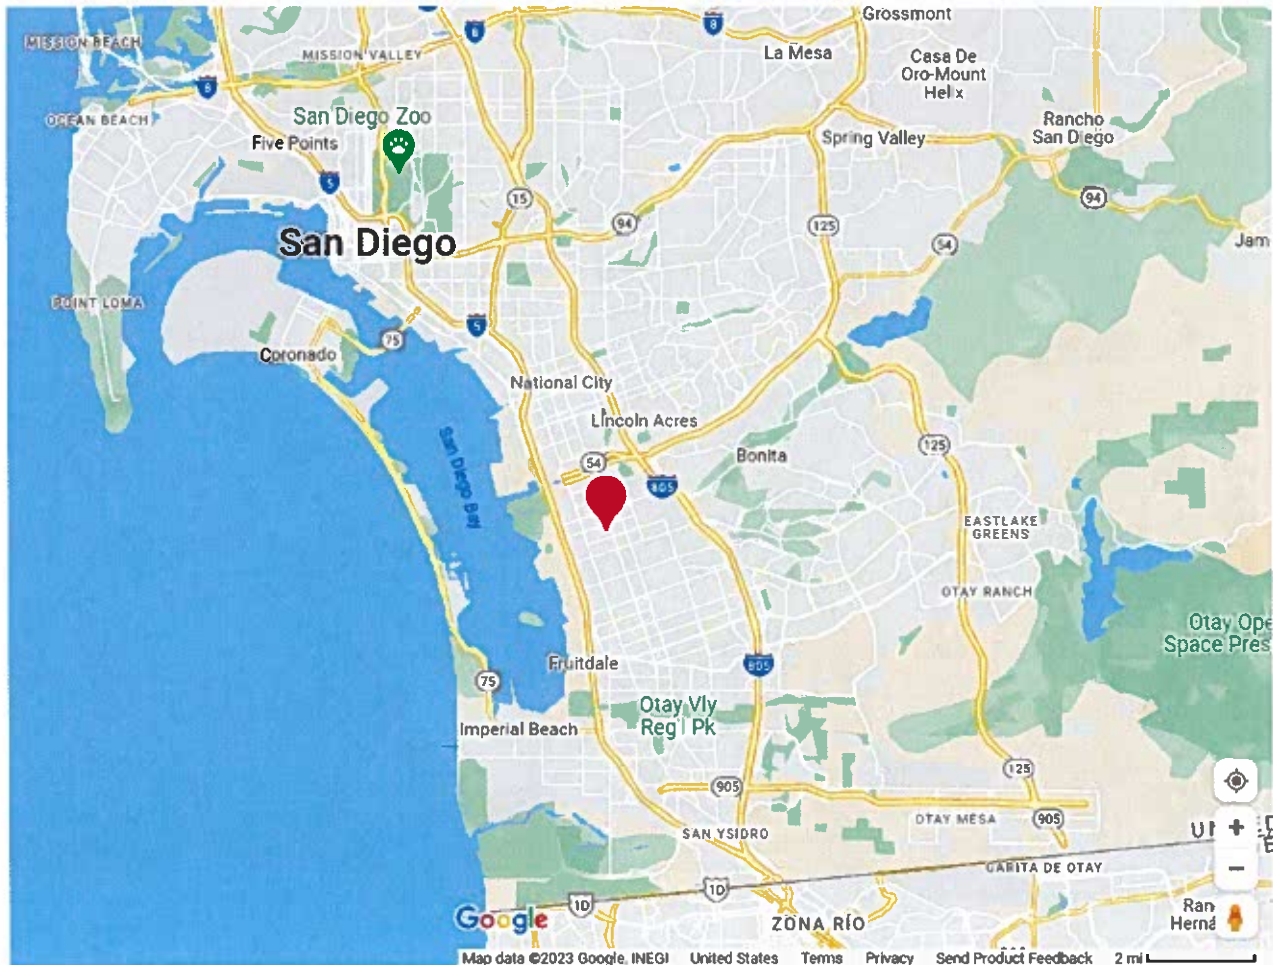 Grossmont
MISSION BEACH
8
8
La Mesa
MISSION VALLEY
Casa De
Oro-Mount
Helix
8
San Diego Zoo
OCEAN BEACH
Five Points
Spring Valley
Rancho
San Diego
5
15
94
94
125
San Diego
54
Jam
POINT LOMA
5
75
Coronado
National City
Lincoln Acres
125
San Diego Bay
54
Bonita
805
EASTLAKE
GREENS
OTAY RANCH
Otay Ope
Space Pres
Fruitdale
805
75
Otay Vly
Reg'l Pk
Imperial Beach
125
905
SAN YSIDRO
OTAY MESA
905
GARITA DE OTAY
1D
1D
Google
ZONA RÍO
Ran
Herná
Map data ©2023 Google, INEGI United States Terms Privacy Send Product Feedback 2 mi